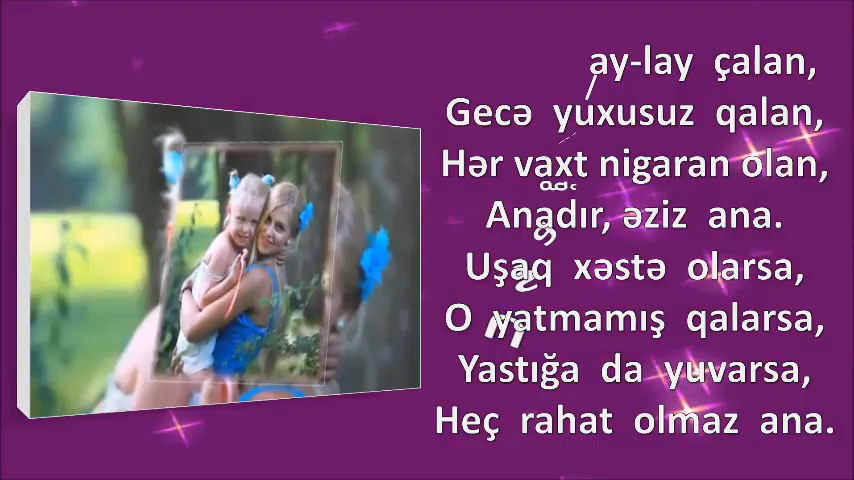 ay-lay çalan,
Gecə yuxusuz qalan,
Hər vaxt nigaran olan,
Anadır, əziz ana.
Uşaq xəstə olarsa,
O yatmamış qalarsa,
Yastığa da yuvarsa,
Heç rahat olmaz ana.